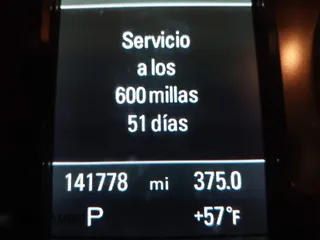 Servicio
a los
600 millas
51 días
141778 mi 375.0
P +57°F